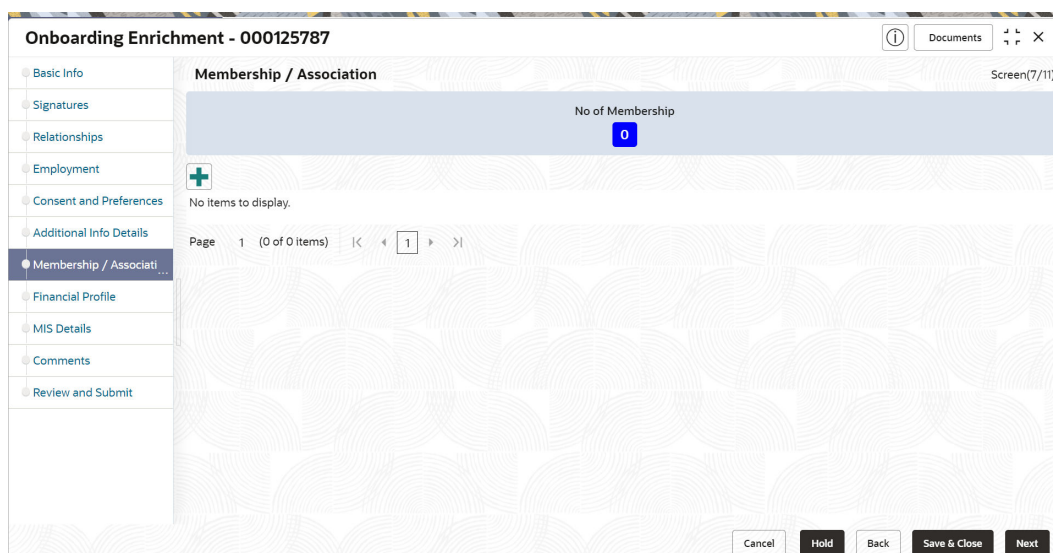 Onboarding Enrichment - 000125787
Documents
Basic Info
Signatures
Relationships
Employment
Consent and Preferences
Additional Info Details
Membership / Associati...
Financial Profile
MIS Details
Comments
Review and Submit
Membership / Association
Screen(7/11)
No of Membership
0
No items to display.
Page 1 (0 of 0 items) 1
Cancel Hold Back Save & Close Next